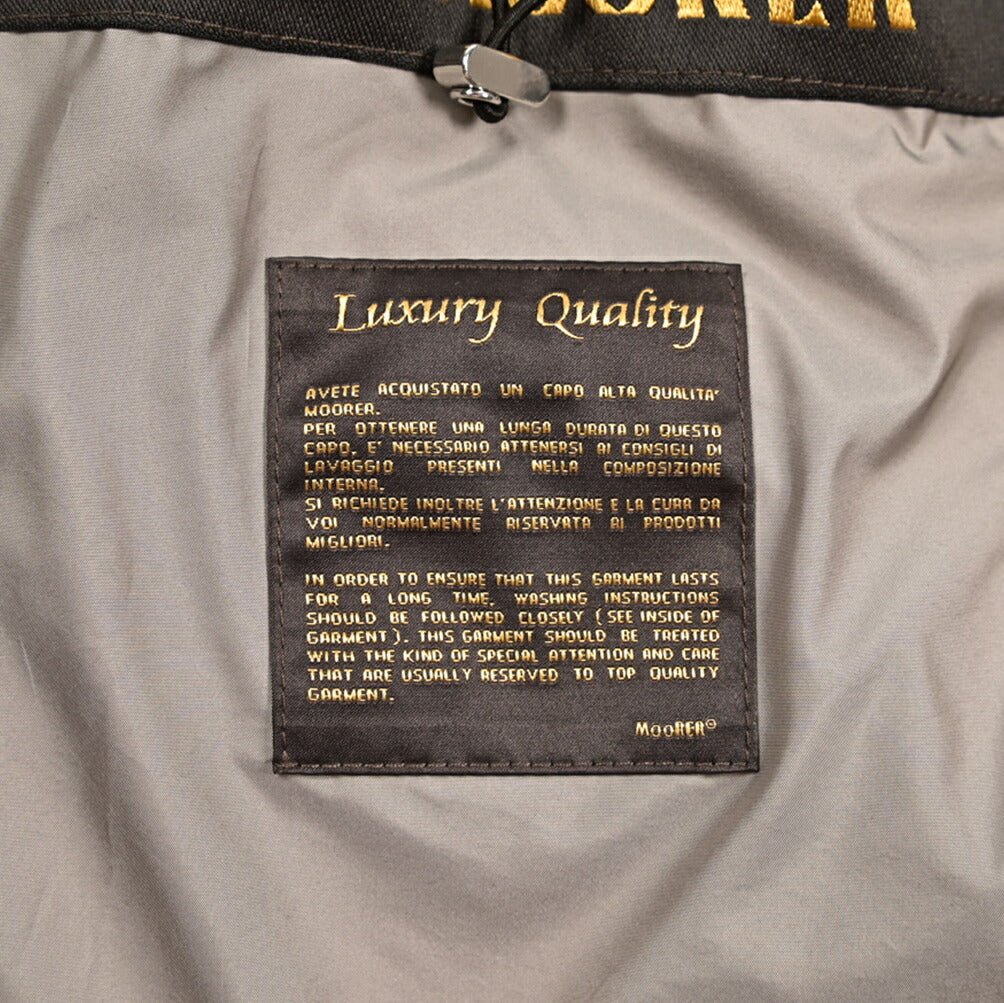 MOORER
Luxury Quality
AVETE ACQUISTATO UN CAPO ALTA QUALITA'
MOORER.
PER OTTENERE UNA LUNGA DURATA DI QUESTO
CAPO, E' NECESSARIO ATTENERSI AI CONSIGLI DI
LAVAGGIO PRESENTI NELLA COMPOSIZIONE
INTERNA.
SI RICHIEDE INOLTRE L'ATTENZIONE E LA CURA DA
VOI NORMALMENTE RISERVATA AI PRODOTTI
MIGLIORI.
IN ORDER TO ENSURE THAT THIS GARMENT LASTS
FOR A LONG TIME, WASHING INSTRUCTIONS
SHOULD BE FOLLOWED CLOSELY (SEE INSIDE OF
GARMENT). THIS GARMENT SHOULD BE TREATED
WITH THE KIND OF SPECIAL ATTENTION AND CARE
THAT ARE USUALLY RESERVED TO TOP QUALITY
GARMENT.
MOORER®